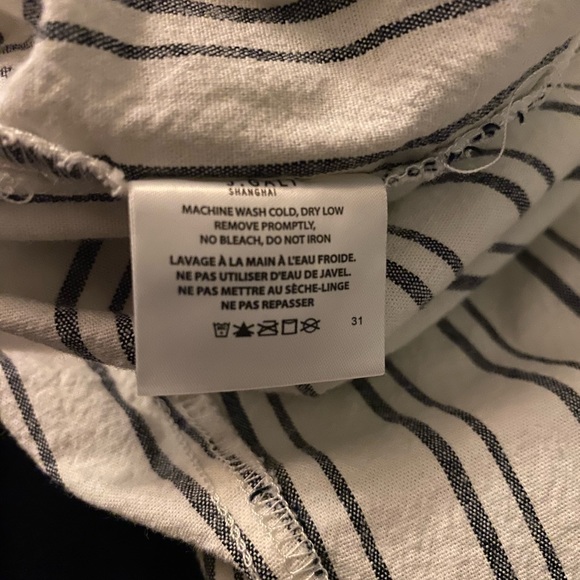 SHANGHAI
MACHINE WASH COLD, DRY LOW
REMOVE PROMPTLY,
NO BLEACH, DO NOT IRON
LAVAGE À LA MAIN À L'EAU FROIDE.
NE PAS UTILISER D'EAU DE JAVEL.
NE PAS METTRE AU SÈCHE-LINGE
NE PAS REPASSER
31